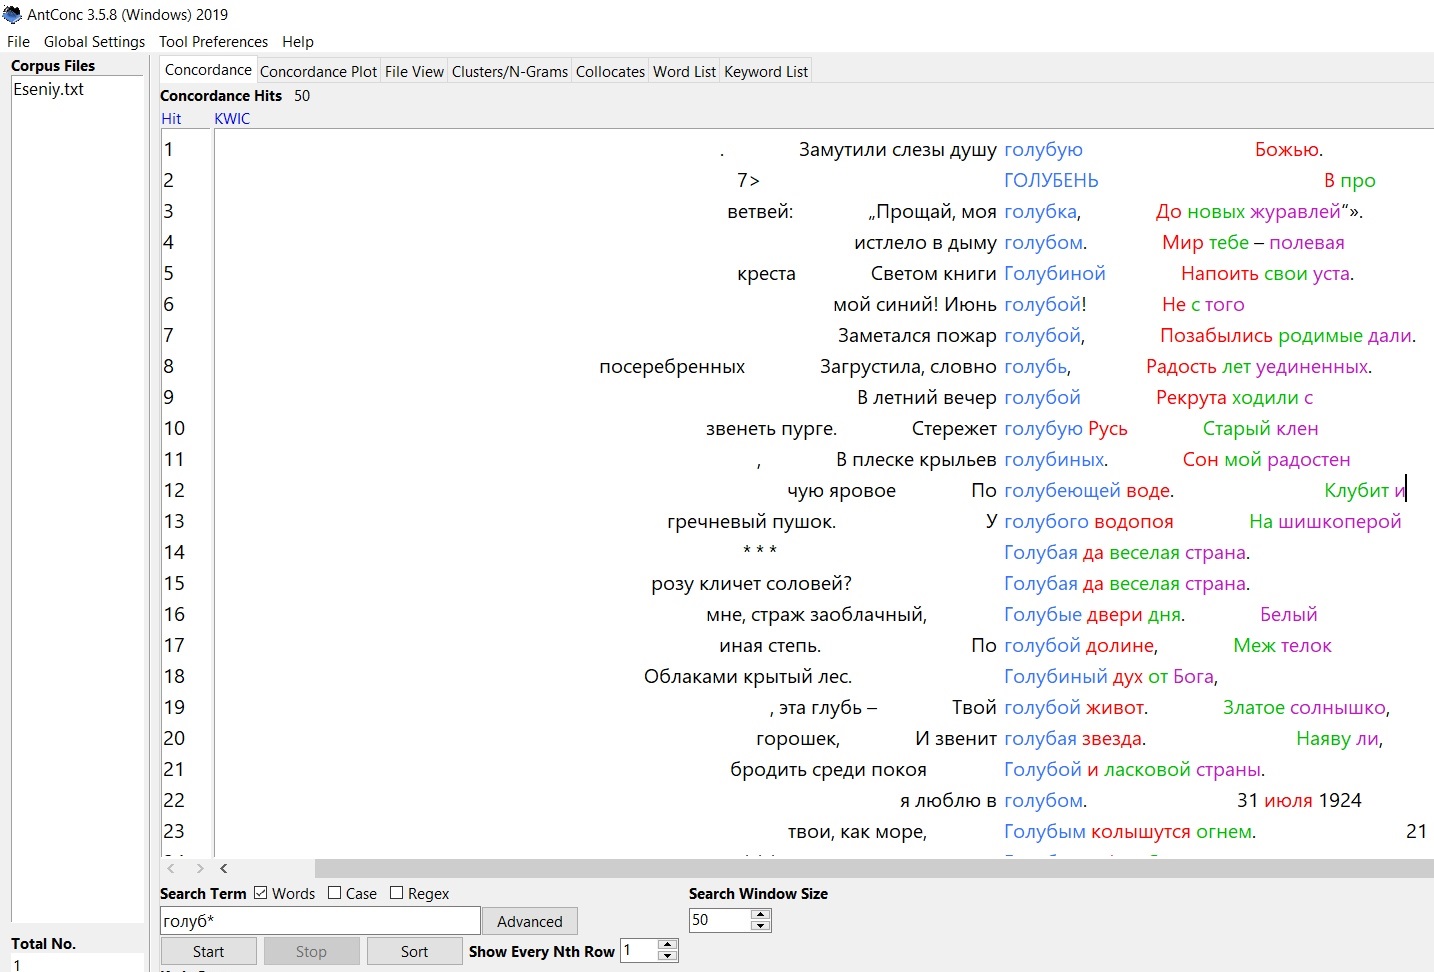 AntConc 3.5.8 (Windows) 2019
File Global Settings Tool Preferences Help
Corpus Files
Eseniy.txt
Concordance Concordance Plot File View Clusters/N-Grams Collocates Word List Keyword List
Concordance Hits 50
Hit KWIC
1 . Замутили слезы душу голубую Божью.
2 7> ГОЛУБЕНЬ В про
3 ветвей: „Прощай, моя голубка, До новых журавлей“».
4 истлело в дыму голубом. Мир тебе – полевая
5 креста Светом книги Голубиной Напоить свои уста.
6 мой синий! Июнь голубой! Не с того
7 Заметался пожар голубой, Позабылись родимые дали.
8 посеребренных Загрустила, словно голубь, Радость лет уединенных.
9 В летний вечер голубой Рекрута ходили с
10 звенеть пурге. Стережет голубую Русь Старый клен
11 , В плеске крыльев голубиных. Сон мой радостен
12 чую яровое По голубеющей воде. Клубит и
13 гречневый пушок. У голубого водопоя На шишкоперой
14 * * * Голубая да веселая страна.
15 розу кличет соловей? Голубая да веселая страна.
16 мне, страж заоблачный, Голубые двери дня. Белый
17 иная степь. По голубой долине, Меж телок
18 Облаками крытый лес. Голубиный дух от Бога,
19 , эта глубь – Твой голубой живот. Златое солнышко,
20 горошек, И звенит голубая звезда. Наяву ли,
21 бродить среди покоя Голубой и ласковой страны.
22 я люблю в голубом. 31 июля 1924
23 твои, как море, Голубым колышутся огнем. 21
Search Term Words Case Regex Search Window Size
голуб* Advanced 50
Start Stop Sort Show Every Nth Row 1
Total No.
1